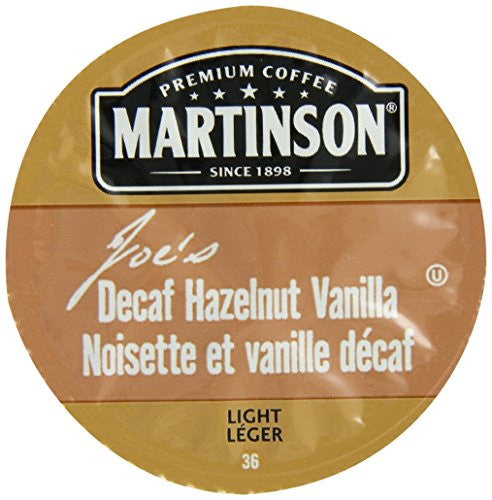 PREMIUM COFFEE
MARTINSON®
SINCE 1898
Joe's
Decaf Hazelnut Vanilla
Noisette et vanille décaf
U
LIGHT
LÉGER
36